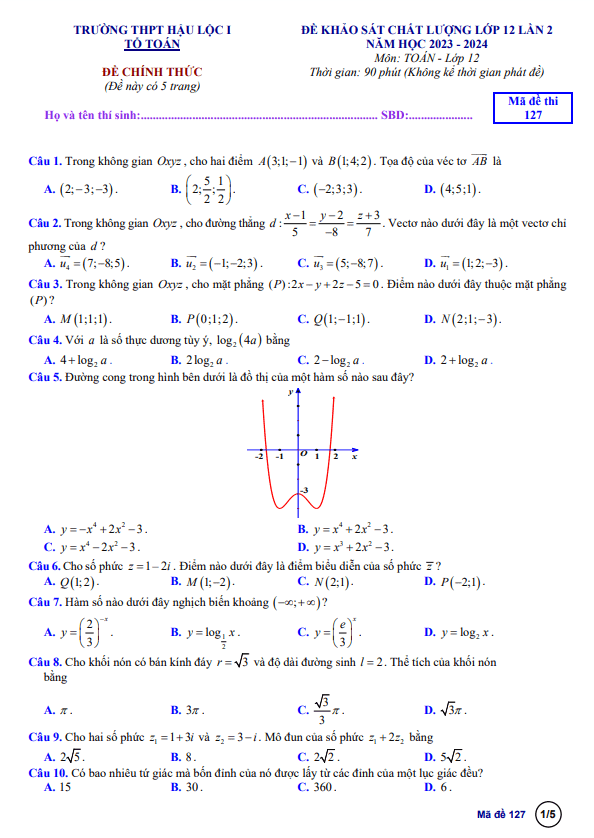 TRƯỜNG THPT HẬU LỘC I
TỔ TOÁN
ĐỀ CHÍNH THỨC
(Đề này có 5 trang)
ĐỀ KHẢO SÁT CHẤT LƯỢNG LỚP 12 LẦN 2
NĂM HỌC 2023 - 2024
Môn: TOÁN - Lớp 12
Thời gian: 90 phút (Không kể thời gian phát đề)
Mã đề thi
127
Họ và tên thí sinh:............................................................................ SBD:.....................
Câu 1. Trong không gian Oxyz, cho hai điểm A(3;1;−1) và B(1;4;2). Tọa độ của véc tơ $\overrightarrow{AB}$ là
A. (2;−3;−3). B. $\left(2;\frac{5}{2};\frac{1}{2}\right)$. C. (−2;3;3). D. (4;5;1).
Câu 2. Trong không gian Oxyz, cho đường thẳng $d:\frac{x-1}{5}=\frac{y-2}{-8}=\frac{z+3}{7}$. Vectơ nào dưới đây là một vectơ chỉ
phương của d?
A. $\overrightarrow{u_4}$=(7;−8;5). B. $\overrightarrow{u_2}$=(−1;−2;3). C. $\overrightarrow{u_3}$=(5;−8;7). D. $\overrightarrow{u_1}$=(1;2;−3).
Câu 3. Trong không gian Oxyz, cho mặt phẳng (P):2x−y+2z−5=0. Điểm nào dưới đây thuộc mặt phẳng
(P)?
A. M(1;1;1). B. P(0;1;2). C. Q(1;−1;1). D. N(2;1;−3).
Câu 4. Với a là số thực dương tùy ý, $\log_2(4a)$ bằng
A. $4+\log_2 a$. B. $2\log_2 a$. C. $2-\log_2 a$. D. $2+\log_2 a$.
Câu 5. Đường cong trong hình bên dưới là đồ thị của một hàm số nào sau đây?
y
-2 -1 O 1 2 x
-3
A. $y=-x^4+2x^2-3$. B. $y=x^4+2x^2-3$.
C. $y=x^4-2x^2-3$. D. $y=x^3+2x^2-3$.
Câu 6. Cho số phức z=1−2i. Điểm nào dưới đây là điểm biểu diễn của số phức $\overline{z}$?
A. Q(1;2). B. M(1;−2). C. N(2;1). D. P(−2;1).
Câu 7. Hàm số nào dưới đây nghịch biến khoảng (−∞;+∞)?
A. $y=\left(\frac{2}{3}\right)^{-x}$. B. $y=\log_{\frac{1}{2}}x$. C. $y=\left(\frac{e}{3}\right)^{x}$. D. $y=\log_2 x$.
Câu 8. Cho khối nón có bán kính đáy $r=\sqrt{3}$ và độ dài đường sinh l=2. Thể tích của khối nón
bằng
A. π. B. 3π. C. $\frac{\sqrt{3}}{3}\pi$. D. $\sqrt{3}\pi$.
Câu 9. Cho hai số phức $z_1=1+3i$ và $z_2=3-i$. Mô đun của số phức $z_1+2z_2$ bằng
A. $2\sqrt{5}$. B. 8. C. $2\sqrt{2}$. D. $5\sqrt{2}$.
Câu 10. Có bao nhiêu tứ giác mà bốn đỉnh của nó được lấy từ các đỉnh của một lục giác đều?
A. 15 B. 30. C. 360. D. 6.
Mã đề 127 1/5